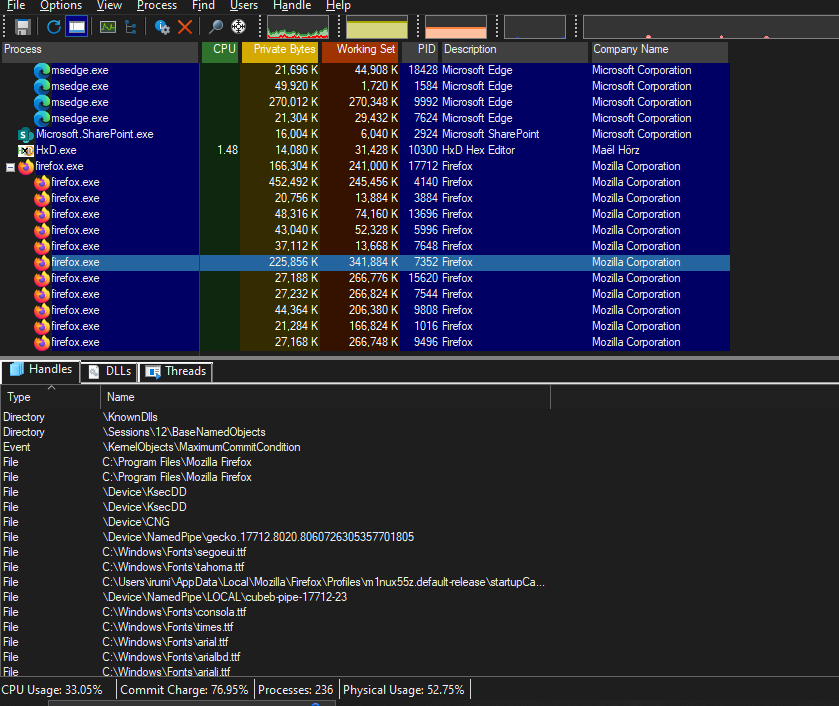 File Options View Process Find Users Handle Help
Process CPU Private Bytes Working Set PID Description Company Name
msedge.exe 21,696 K 44,908 K 18428 Microsoft Edge Microsoft Corporation
msedge.exe 49,920 K 1,720 K 1584 Microsoft Edge Microsoft Corporation
msedge.exe 270,012 K 270,348 K 9992 Microsoft Edge Microsoft Corporation
msedge.exe 21,304 K 29,432 K 7624 Microsoft Edge Microsoft Corporation
Microsoft.SharePoint.exe 16,004 K 6,040 K 2924 Microsoft SharePoint Microsoft Corporation
HxD.exe 1.48 14,080 K 31,428 K 10300 HxD Hex Editor Maël Hörz
firefox.exe 166,304 K 241,000 K 17712 Firefox Mozilla Corporation
firefox.exe 452,492 K 245,456 K 4140 Firefox Mozilla Corporation
firefox.exe 20,756 K 13,884 K 3884 Firefox Mozilla Corporation
firefox.exe 48,316 K 74,160 K 13696 Firefox Mozilla Corporation
firefox.exe 43,040 K 52,328 K 5996 Firefox Mozilla Corporation
firefox.exe 37,112 K 13,668 K 7648 Firefox Mozilla Corporation
firefox.exe 225,856 K 341,884 K 7352 Firefox Mozilla Corporation
firefox.exe 27,188 K 266,776 K 15620 Firefox Mozilla Corporation
firefox.exe 27,232 K 266,824 K 7544 Firefox Mozilla Corporation
firefox.exe 44,364 K 206,380 K 9808 Firefox Mozilla Corporation
firefox.exe 21,284 K 166,824 K 1016 Firefox Mozilla Corporation
firefox.exe 27,168 K 266,748 K 9496 Firefox Mozilla Corporation
Handles DLLs Threads
Type Name
Directory \KnownDlls
Directory \Sessions\12\BaseNamedObjects
Event \KernelObjects\MaximumCommitCondition
File C:\Program Files\Mozilla Firefox
File C:\Program Files\Mozilla Firefox
File \Device\KsecDD
File \Device\KsecDD
File \Device\CNG
File \Device\NamedPipe\gecko.17712.8020.8060726305357701805
File C:\Windows\Fonts\segoeui.ttf
File C:\Windows\Fonts\tahoma.ttf
File C:\Users\irumi\AppData\Local\Mozilla\Firefox\Profiles\m1nux55z.default-release\startupCa...
File \Device\NamedPipe\LOCAL\cubeb-pipe-17712-23
File C:\Windows\Fonts\consola.ttf
File C:\Windows\Fonts\times.ttf
File C:\Windows\Fonts\arial.ttf
File C:\Windows\Fonts\arialbd.ttf
File C:\Windows\Fonts\ariali.ttf
CPU Usage: 33.05% Commit Charge: 76.95% Processes: 236 Physical Usage: 52.75%